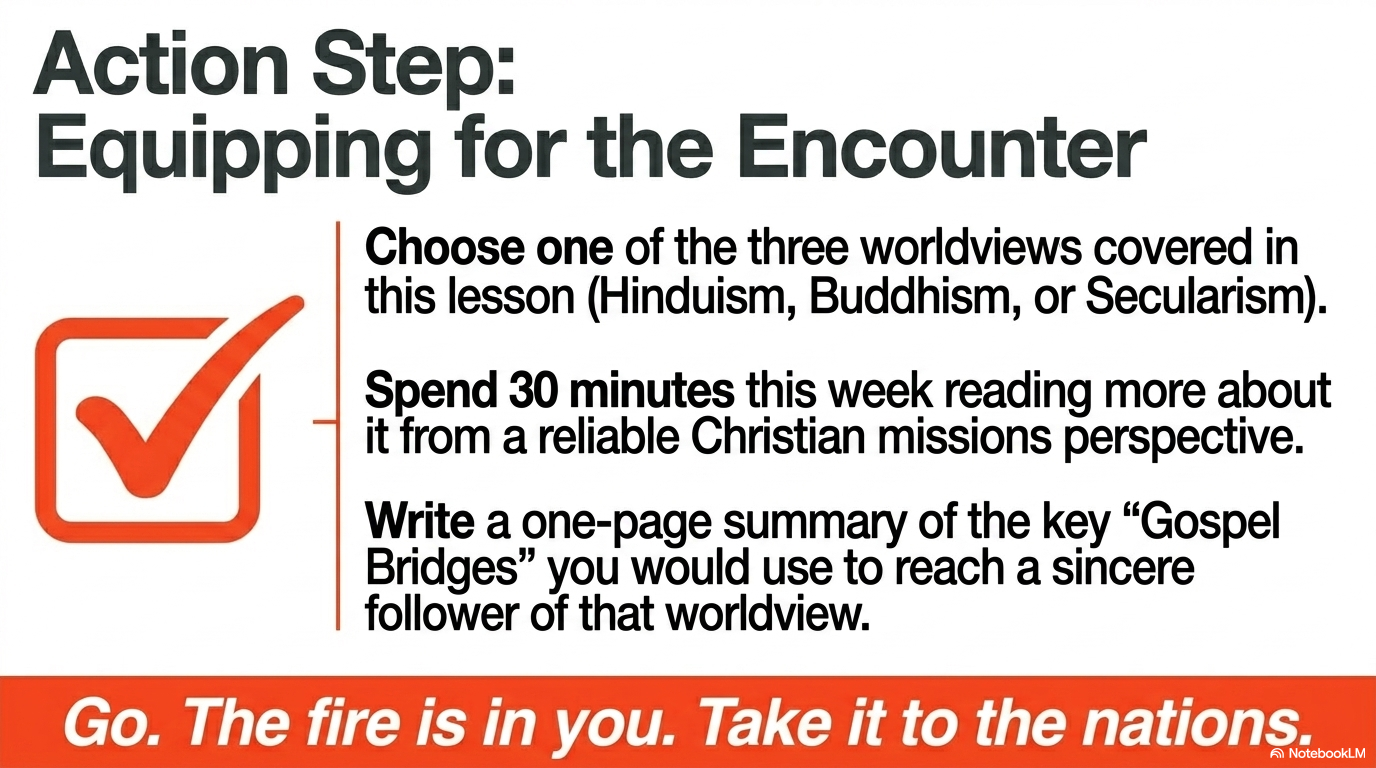 Action Step:
Equipping for the Encounter
Choose one of the three worldviews covered in
this lesson (Hinduism, Buddhism, or Secularism).
Spend 30 minutes this week reading more about
it from a reliable Christian missions perspective.
Write a one-page summary of the key “Gospel
Bridges” you would use to reach a sincere
follower of that worldview.
Go. The fire is in you. Take it to the nations.
NotebookLM